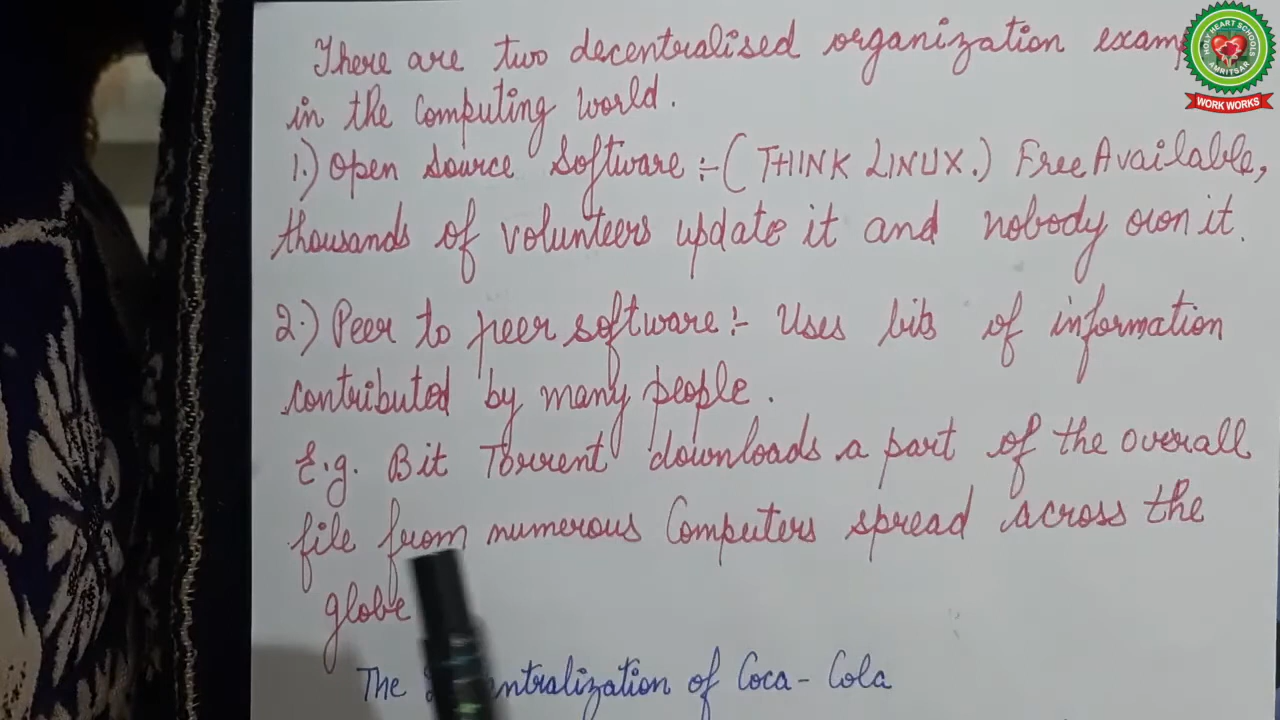 There are two decentralised organization exam
in the Computing World.
1.) Open Source Software :- (THINK LINUX.) Free Available,
thousands of volunteers update it and nobody own it.
2.) Peer to peer software :- Uses bits of information
contributed by many people.
E.g. Bit Torrent downloads a part of the overall
file from numerous Computers spread across the
globe
The entralization of Coca-Cola
HOLY HEART SCHOOLS
AMRITSAR
WORK WORKS